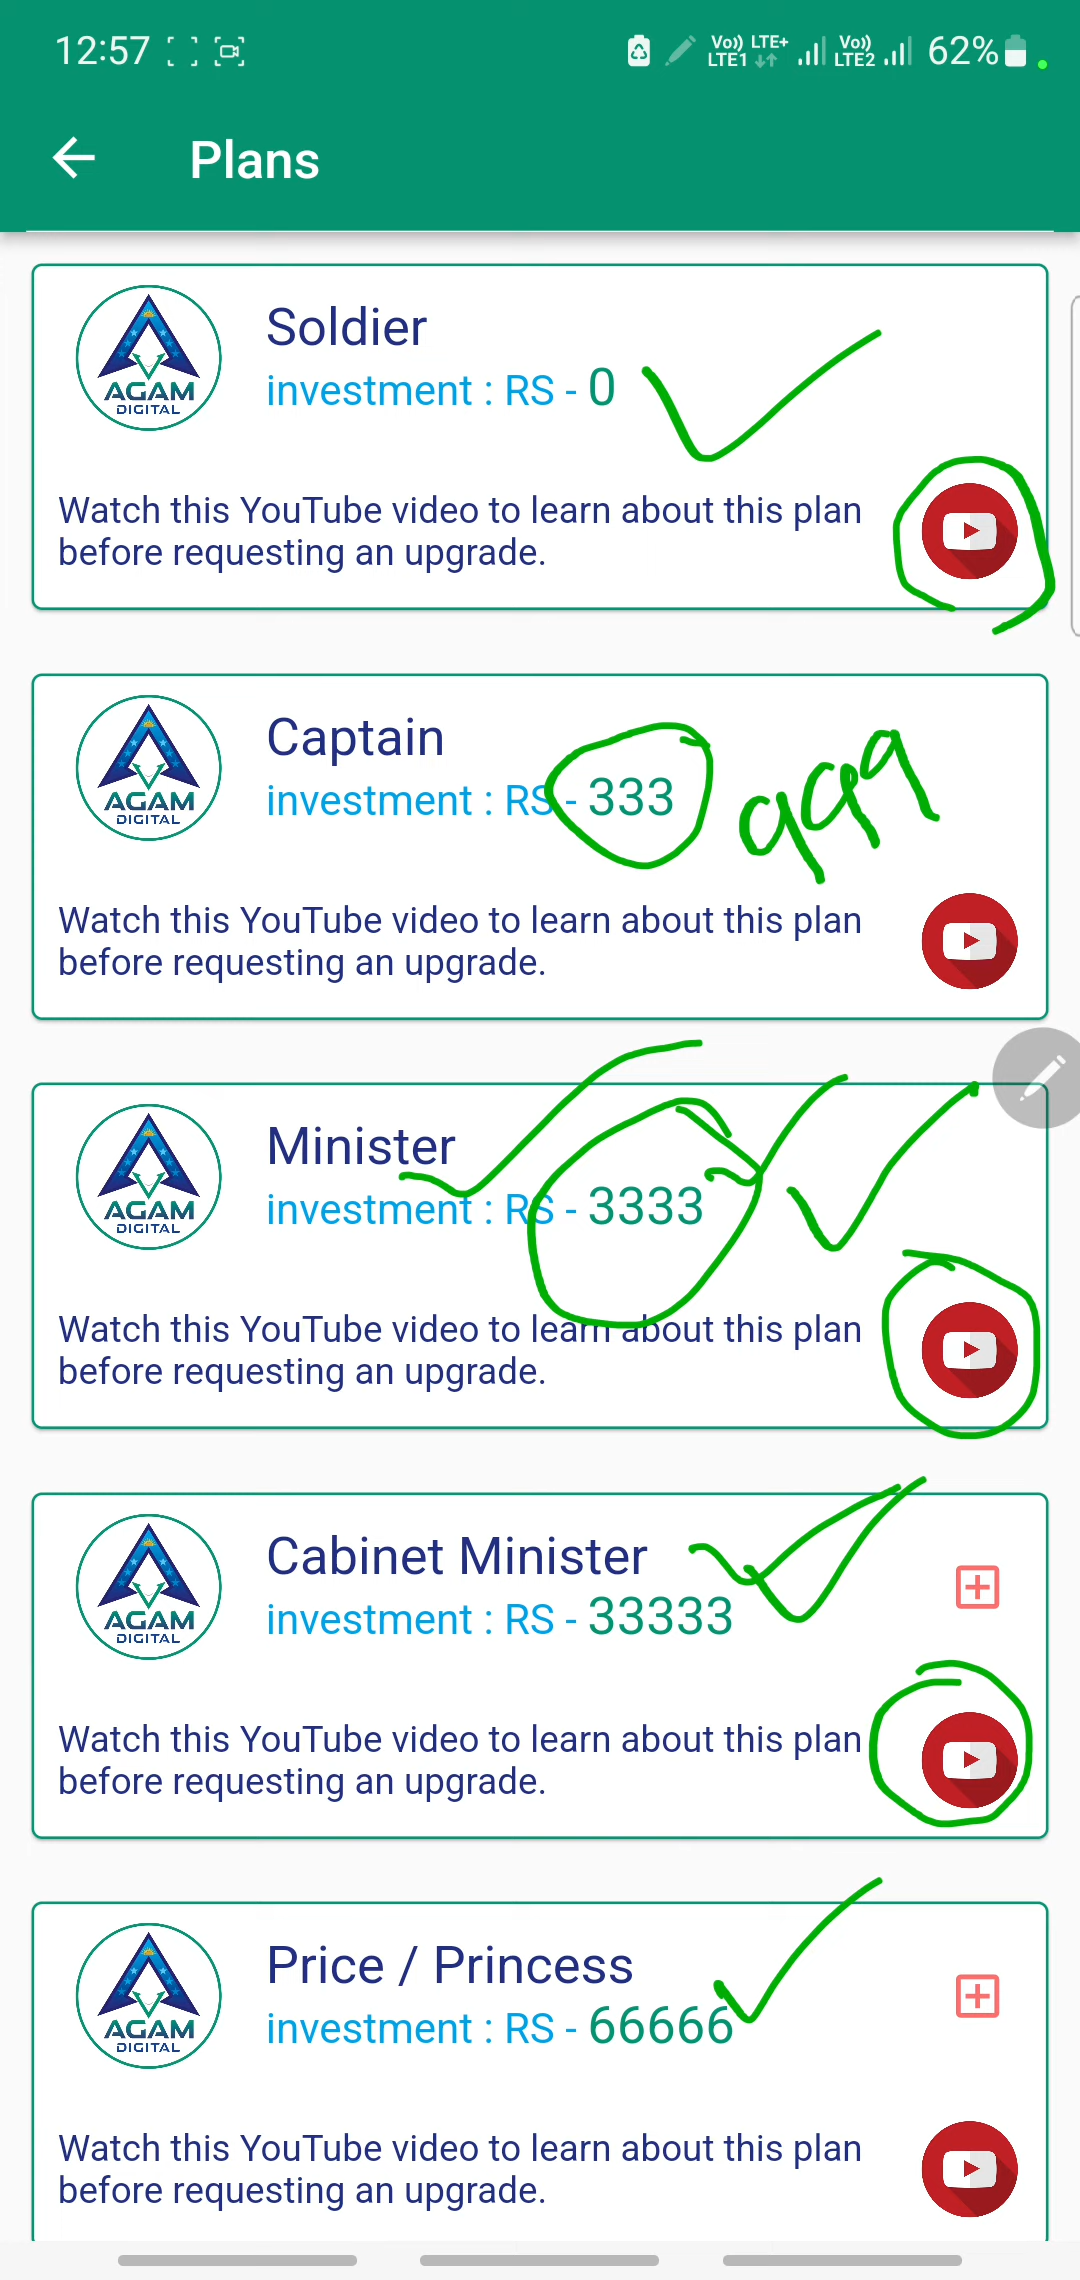 12:57 Vo)) LTE1 LTE+ Vo)) LTE2 62%
Plans
AGAM
DIGITAL
Soldier
investment : RS - 0
Watch this YouTube video to learn about this plan
before requesting an upgrade.
AGAM
DIGITAL
Captain
investment : RS - 333
999
Watch this YouTube video to learn about this plan
before requesting an upgrade.
AGAM
DIGITAL
Minister
investment : RS - 3333
Watch this YouTube video to learn about this plan
before requesting an upgrade.
AGAM
DIGITAL
Cabinet Minister
investment : RS - 33333
Watch this YouTube video to learn about this plan
before requesting an upgrade.
AGAM
DIGITAL
Price / Princess
investment : RS - 66666
Watch this YouTube video to learn about this plan
before requesting an upgrade.